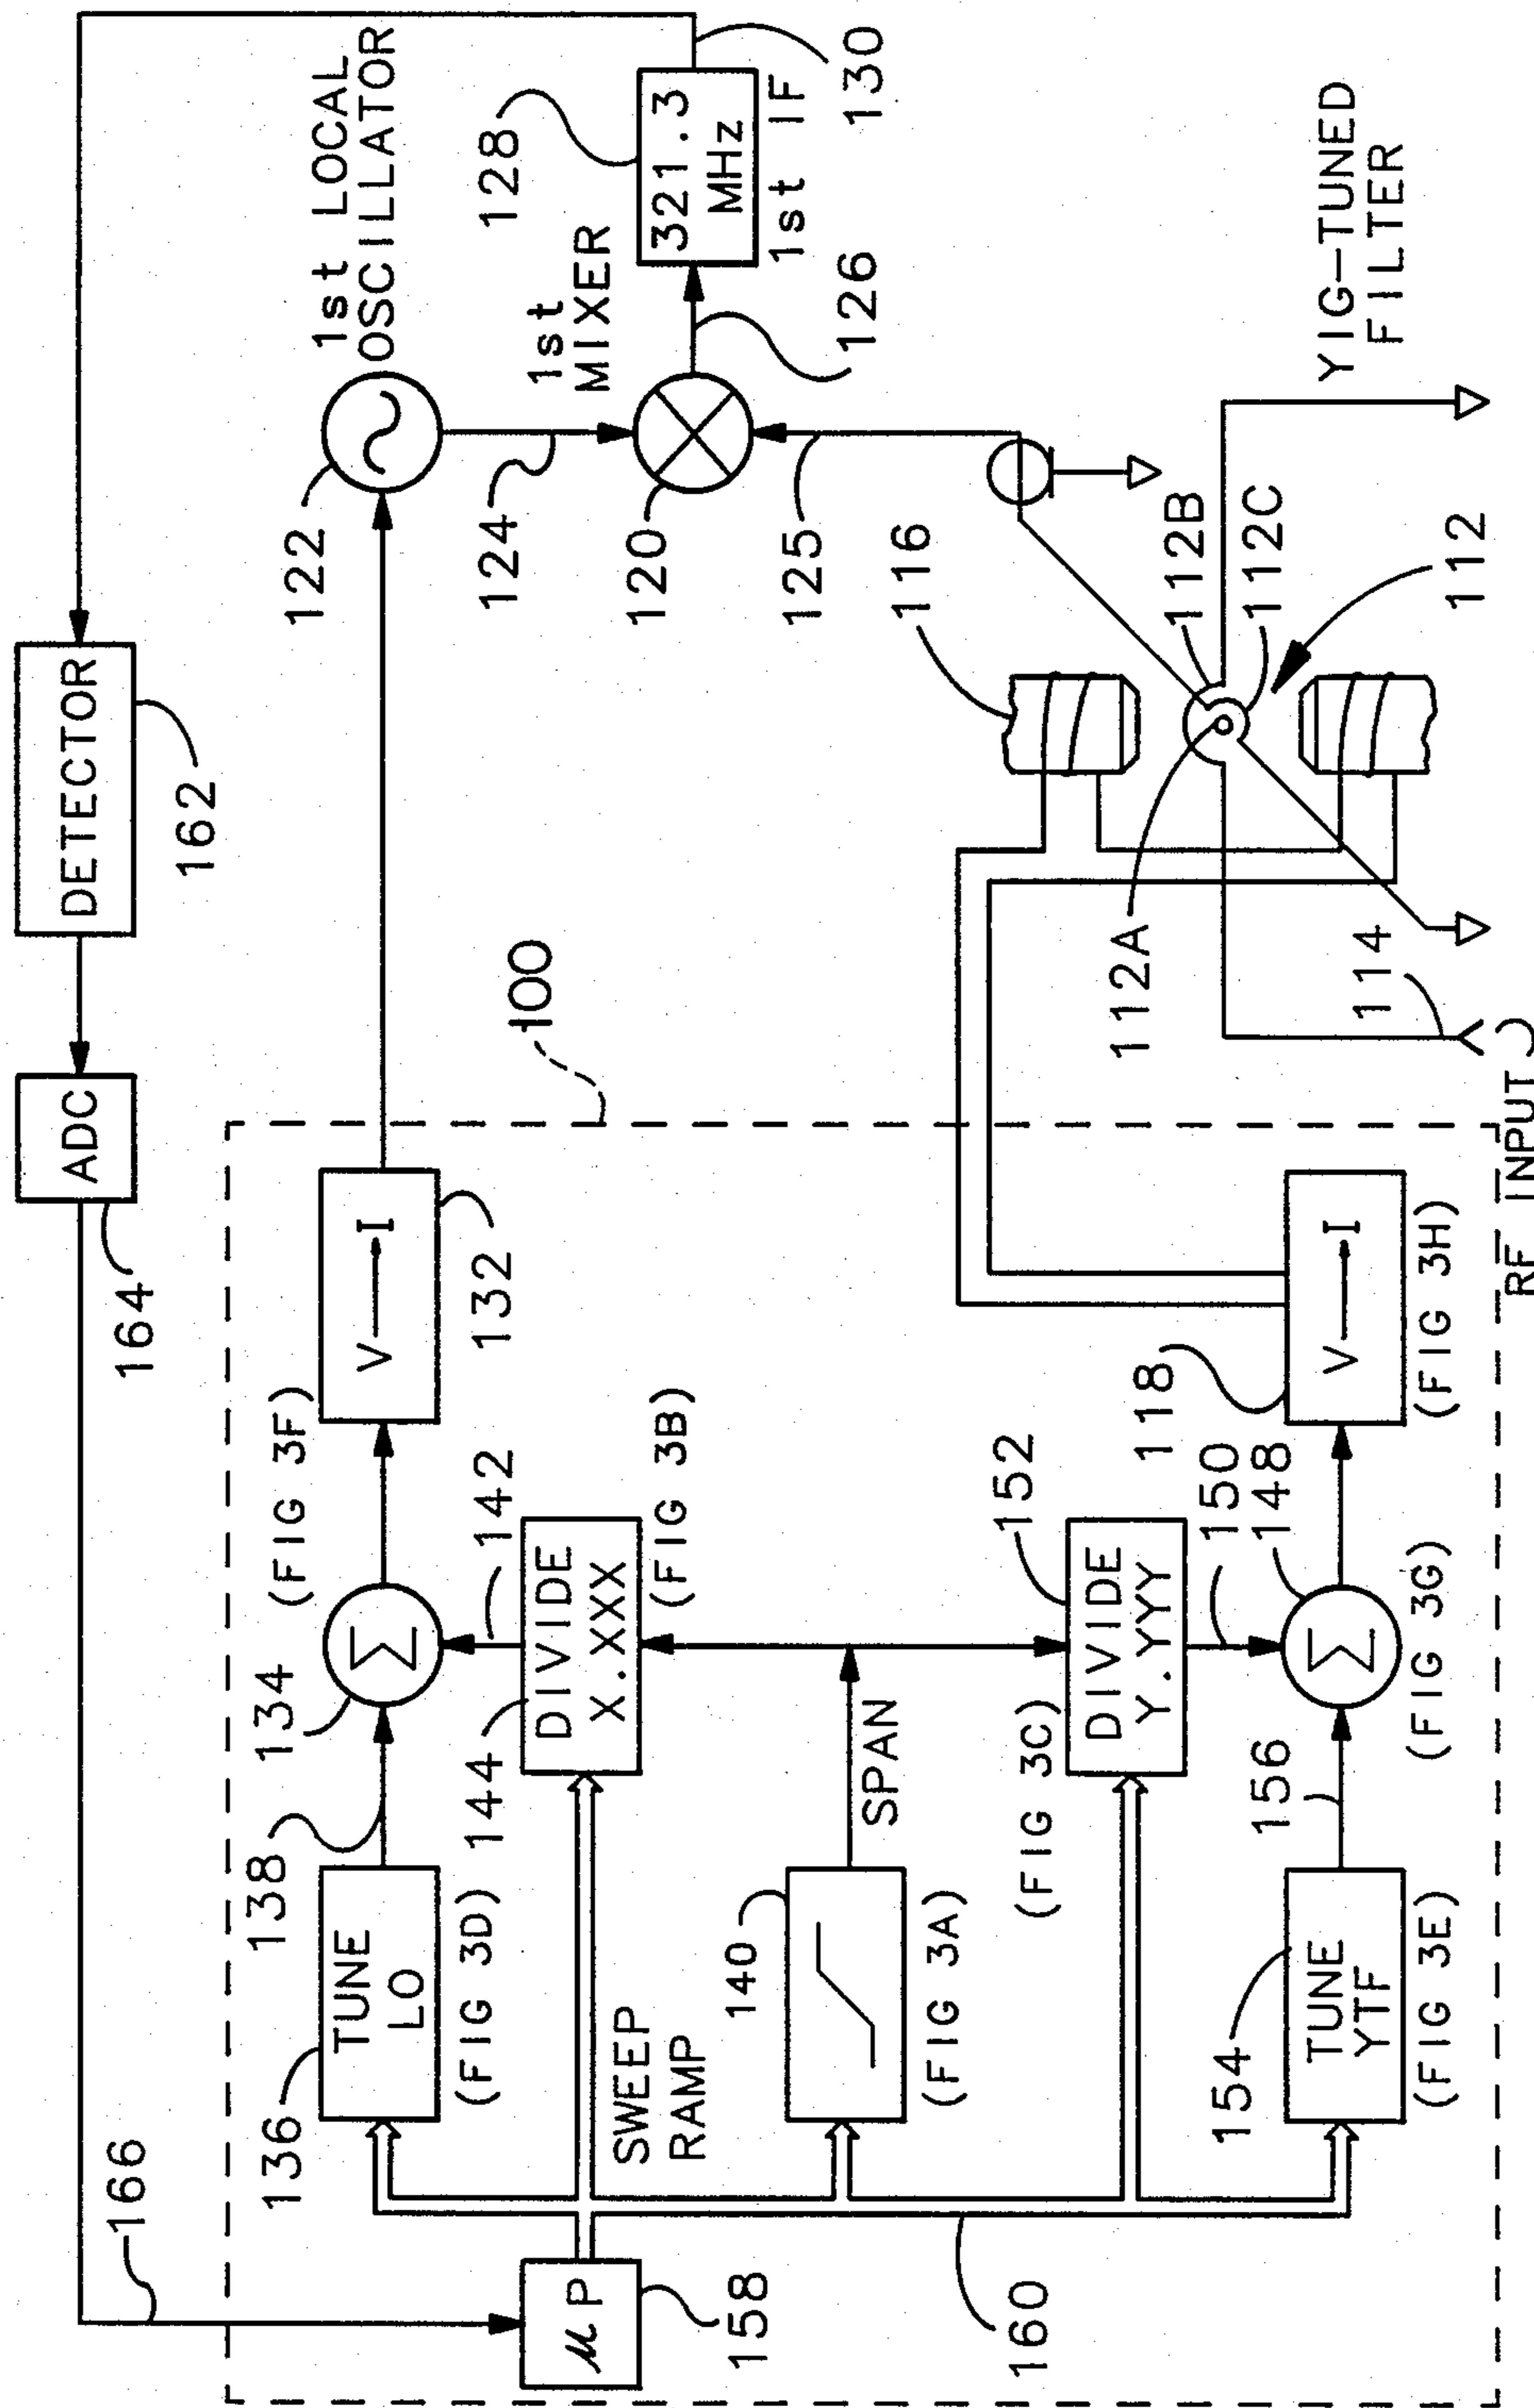 166
164
ADC
DETECTOR
162
100
136
TUNE
LO
(FIG 3D)
138
134
Σ
(FIG 3F)
V→I
132
122
1st LOCAL
OSCILLATOR
124
1st
MIXER
120
125
126
128
321.3
MHz
1st IF
130
μP
158
160
SWEEP
RAMP
144
DIVIDE
X.XXX
(FIG 3B)
142
140
(FIG 3A)
SPAN
(FIG 3C)
DIVIDE
Y.YYY
152
150
148
154
TUNE
YTF
(FIG 3E)
156
Σ
(FIG 3G)
118
V→I
(FIG 3H)
116
112A
112B
112C
112
114
RF INPUT
YIG-TUNED
FILTER